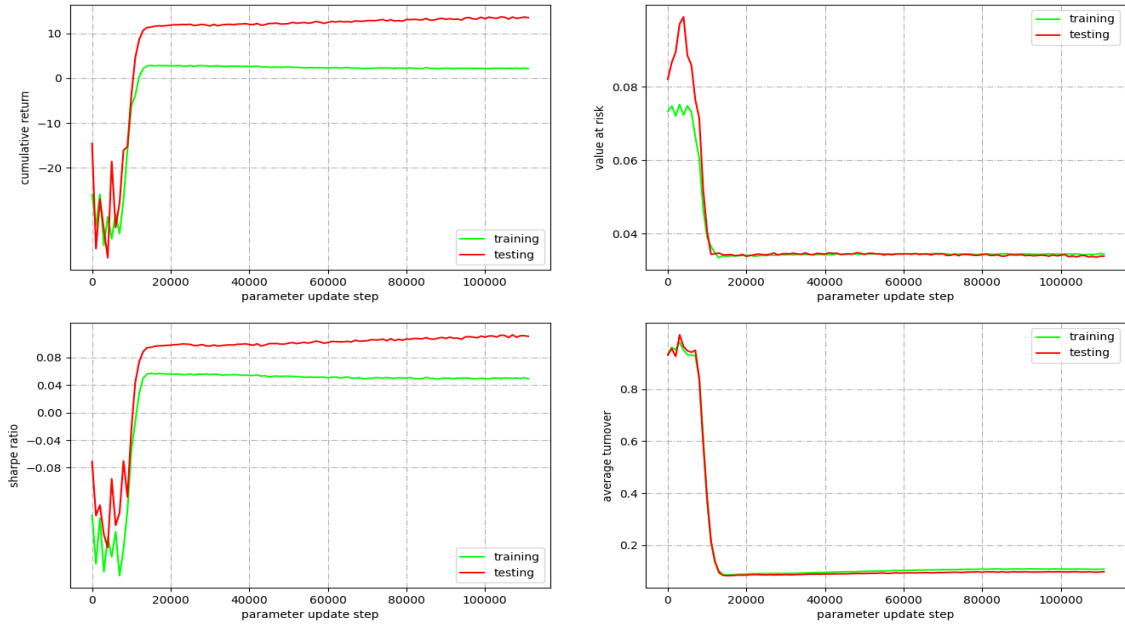 cumulative return
10
0
−10
−20
training
testing
0
20000
40000
60000
80000
100000
parameter update step
value at risk
0.08
0.06
0.04
training
testing
0
20000
40000
60000
80000
100000
parameter update step
sharpe ratio
0.08
0.04
0.00
−0.04
−0.08
training
testing
0
20000
40000
60000
80000
100000
parameter update step
average turnover
0.8
0.6
0.4
0.2
training
testing
0
20000
40000
60000
80000
100000
parameter update step